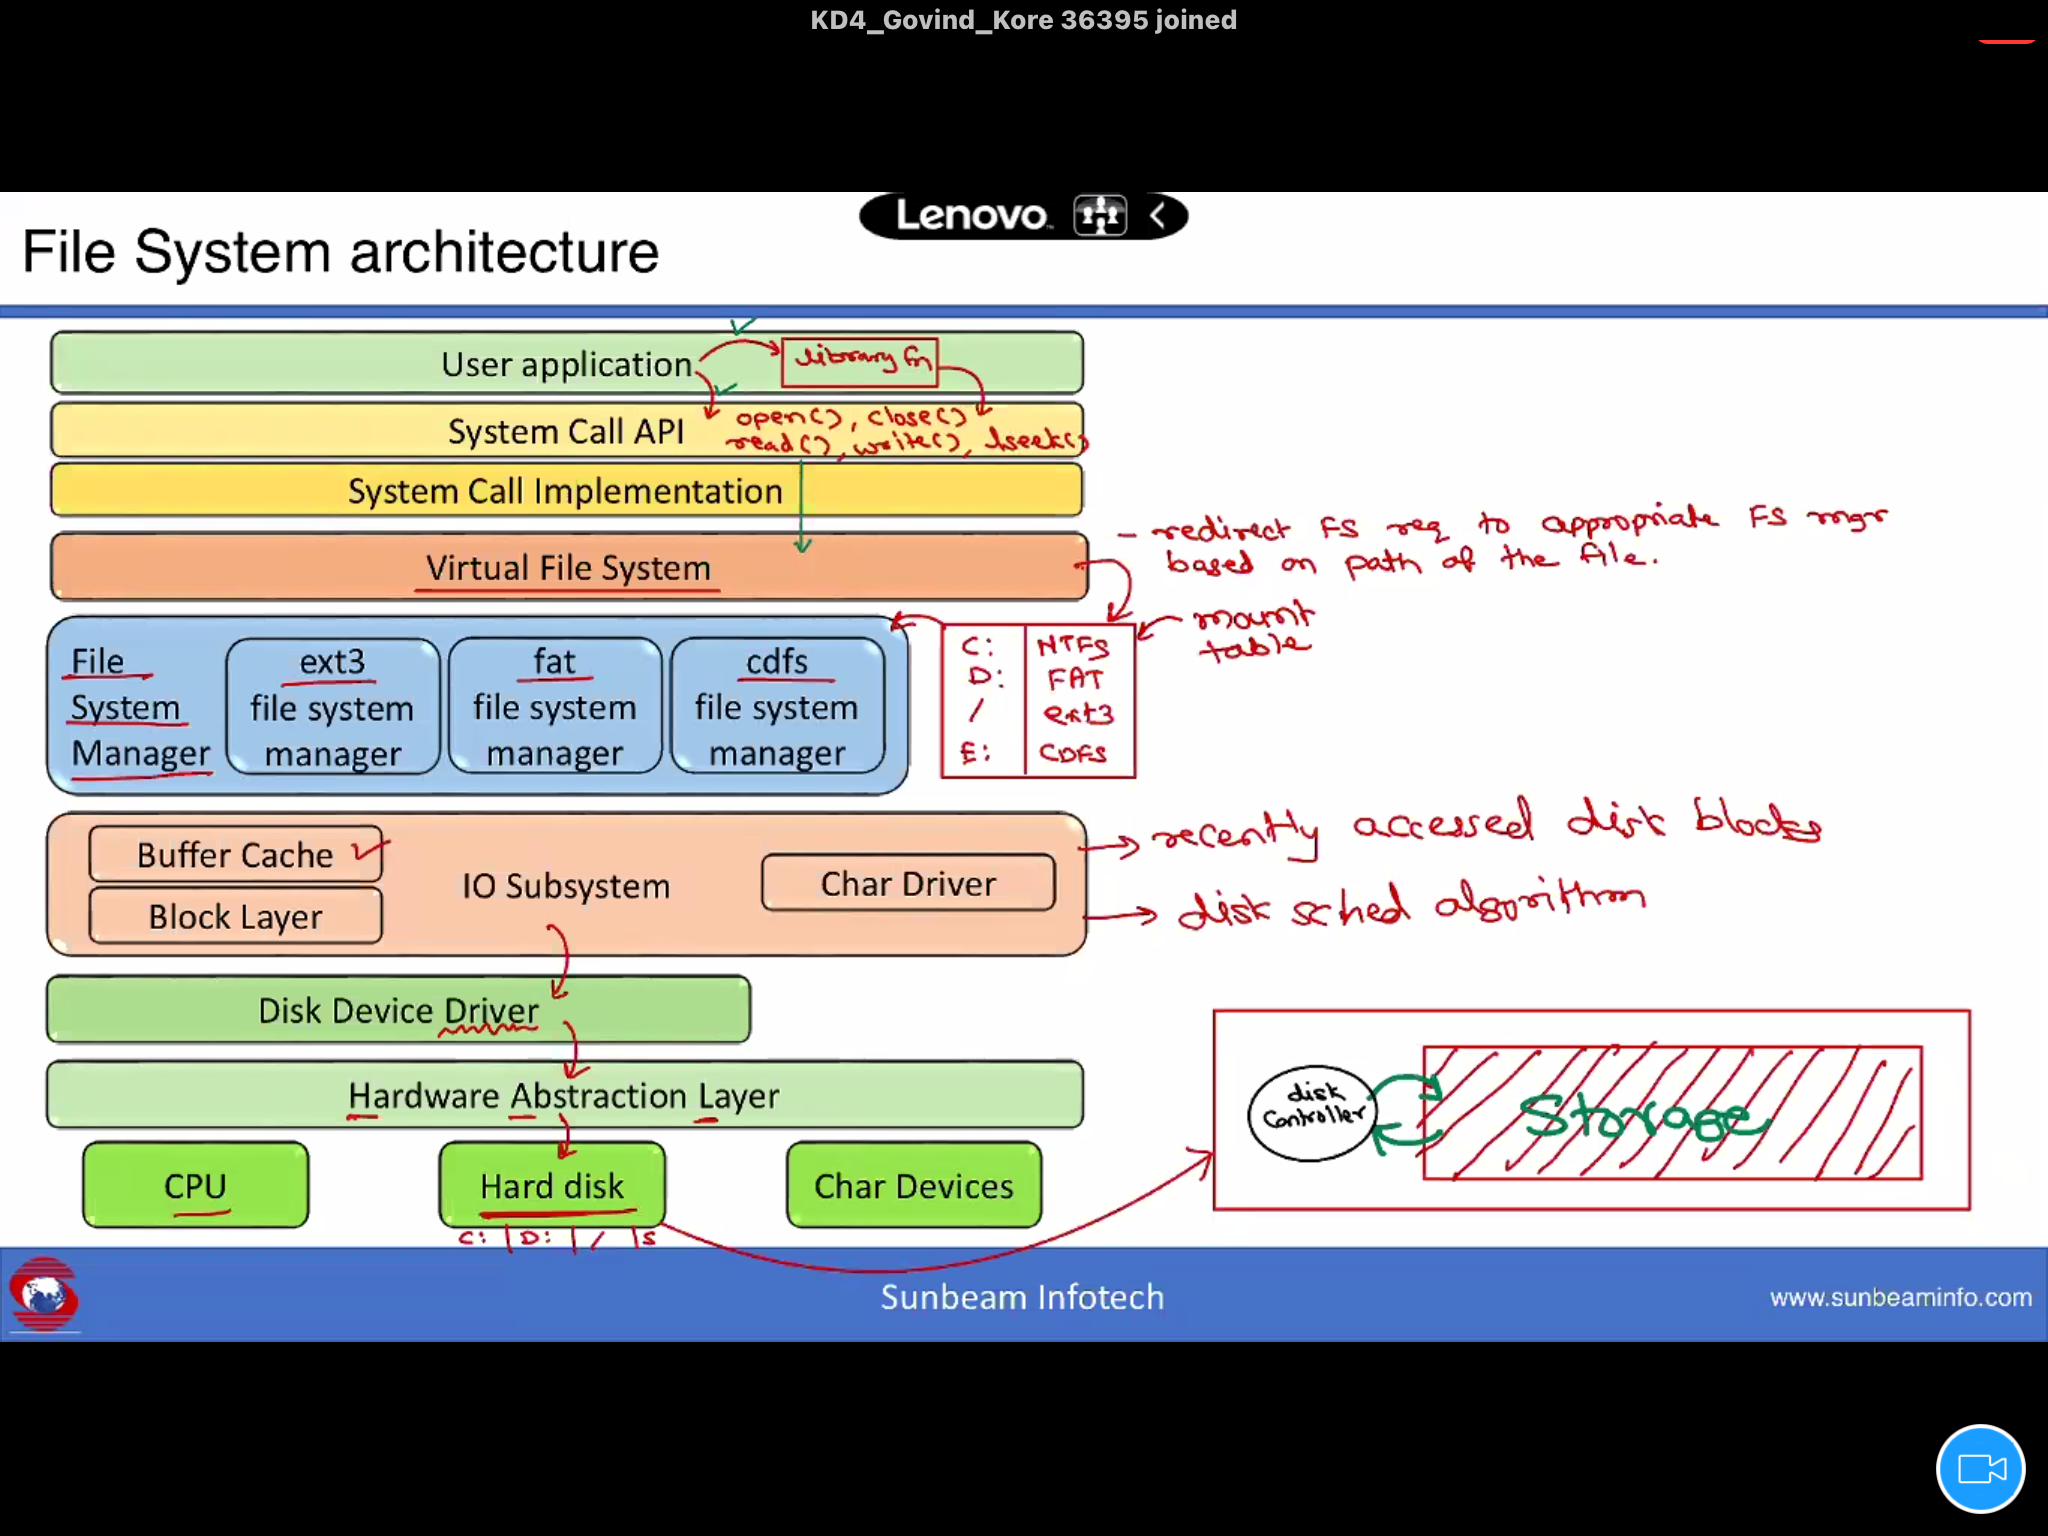 KD4_Govind_Kore 36395 joined
Lenovo
File System architecture
User application
library fn
System Call API
open(), close()
read(), write(), lseek()
System Call Implementation
Virtual File System
- redirect FS req to appropriate FS mgr
based on path of the file.
mount
table
File
System
Manager
ext3
file system
manager
fat
file system
manager
cdfs
file system
manager
C: NTFS
D: FAT
/ ext3
E: CDFS
Buffer Cache
Block Layer
IO Subsystem
Char Driver
recently accessed disk blocks
disk sched algorithm
Disk Device Driver
Hardware Abstraction Layer
CPU
Hard disk
Char Devices
C: | D: | / | S
disk
Controller
Storage
Sunbeam Infotech
www.sunbeaminfo.com